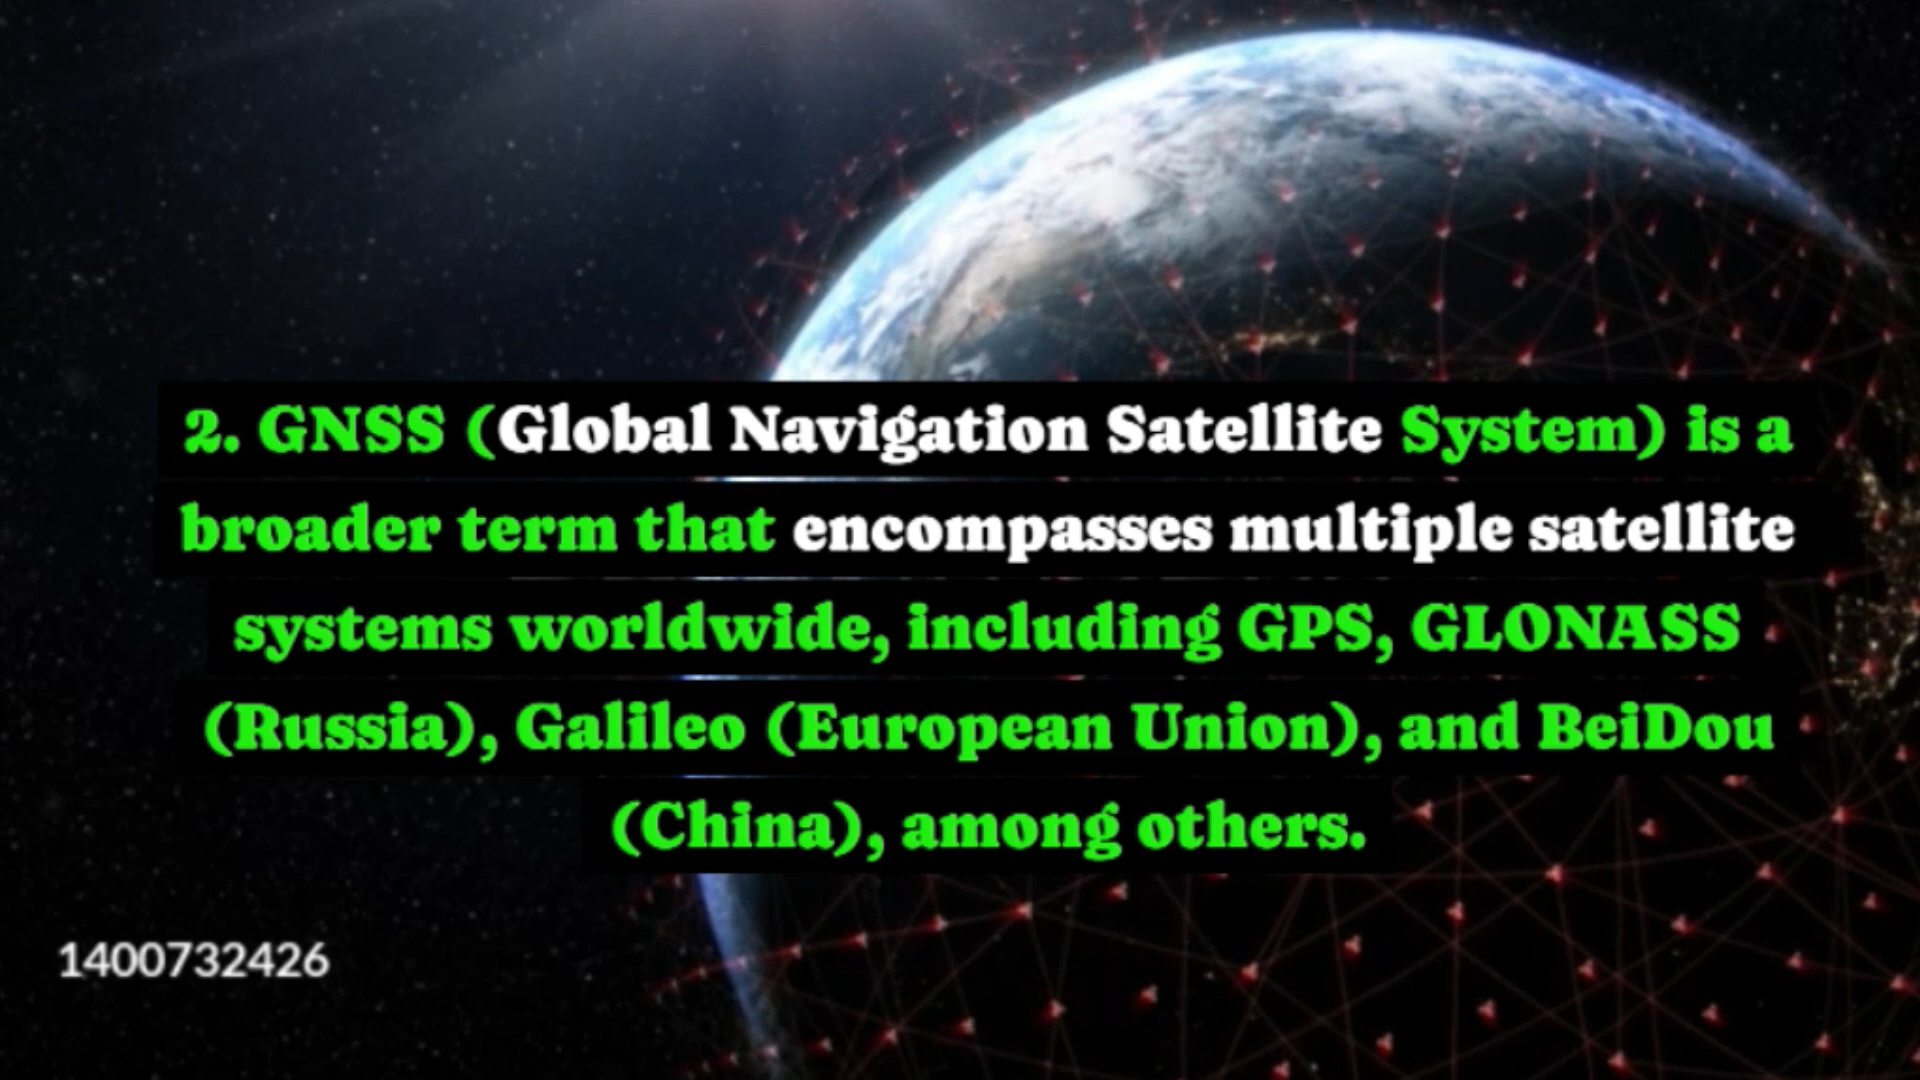 2. GNSS (Global Navigation Satellite System) is a
broader term that encompasses multiple satellite
systems worldwide, including GPS, GLONASS
(Russia), Galileo (European Union), and BeiDou
(China), among others.
1400732426